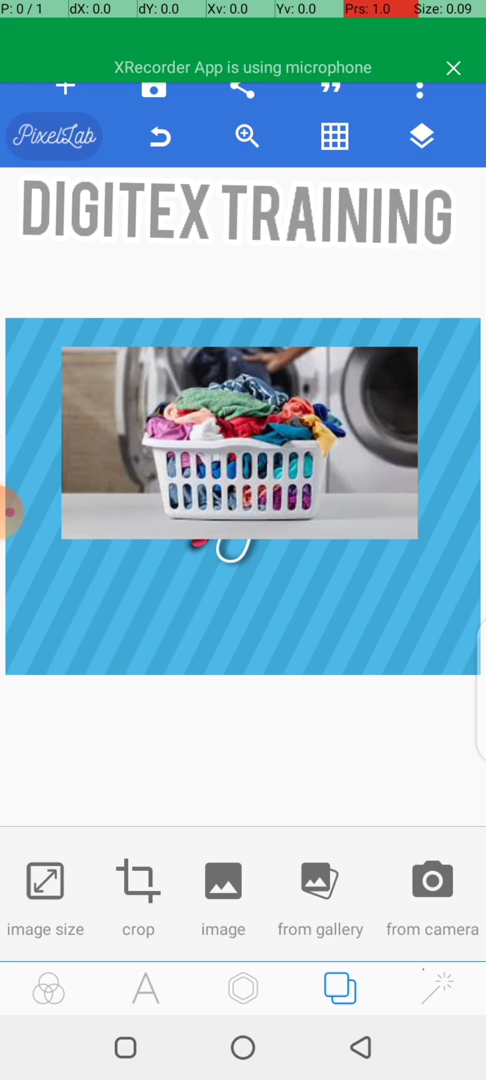 P: 0 / 1 dX: 0.0 dY: 0.0 Xv: 0.0 Yv: 0.0 Prs: 1.0 Size: 0.09
XRecorder App is using microphone
PixelLab
DIGITEX TRAINING
image size crop image from gallery from camera